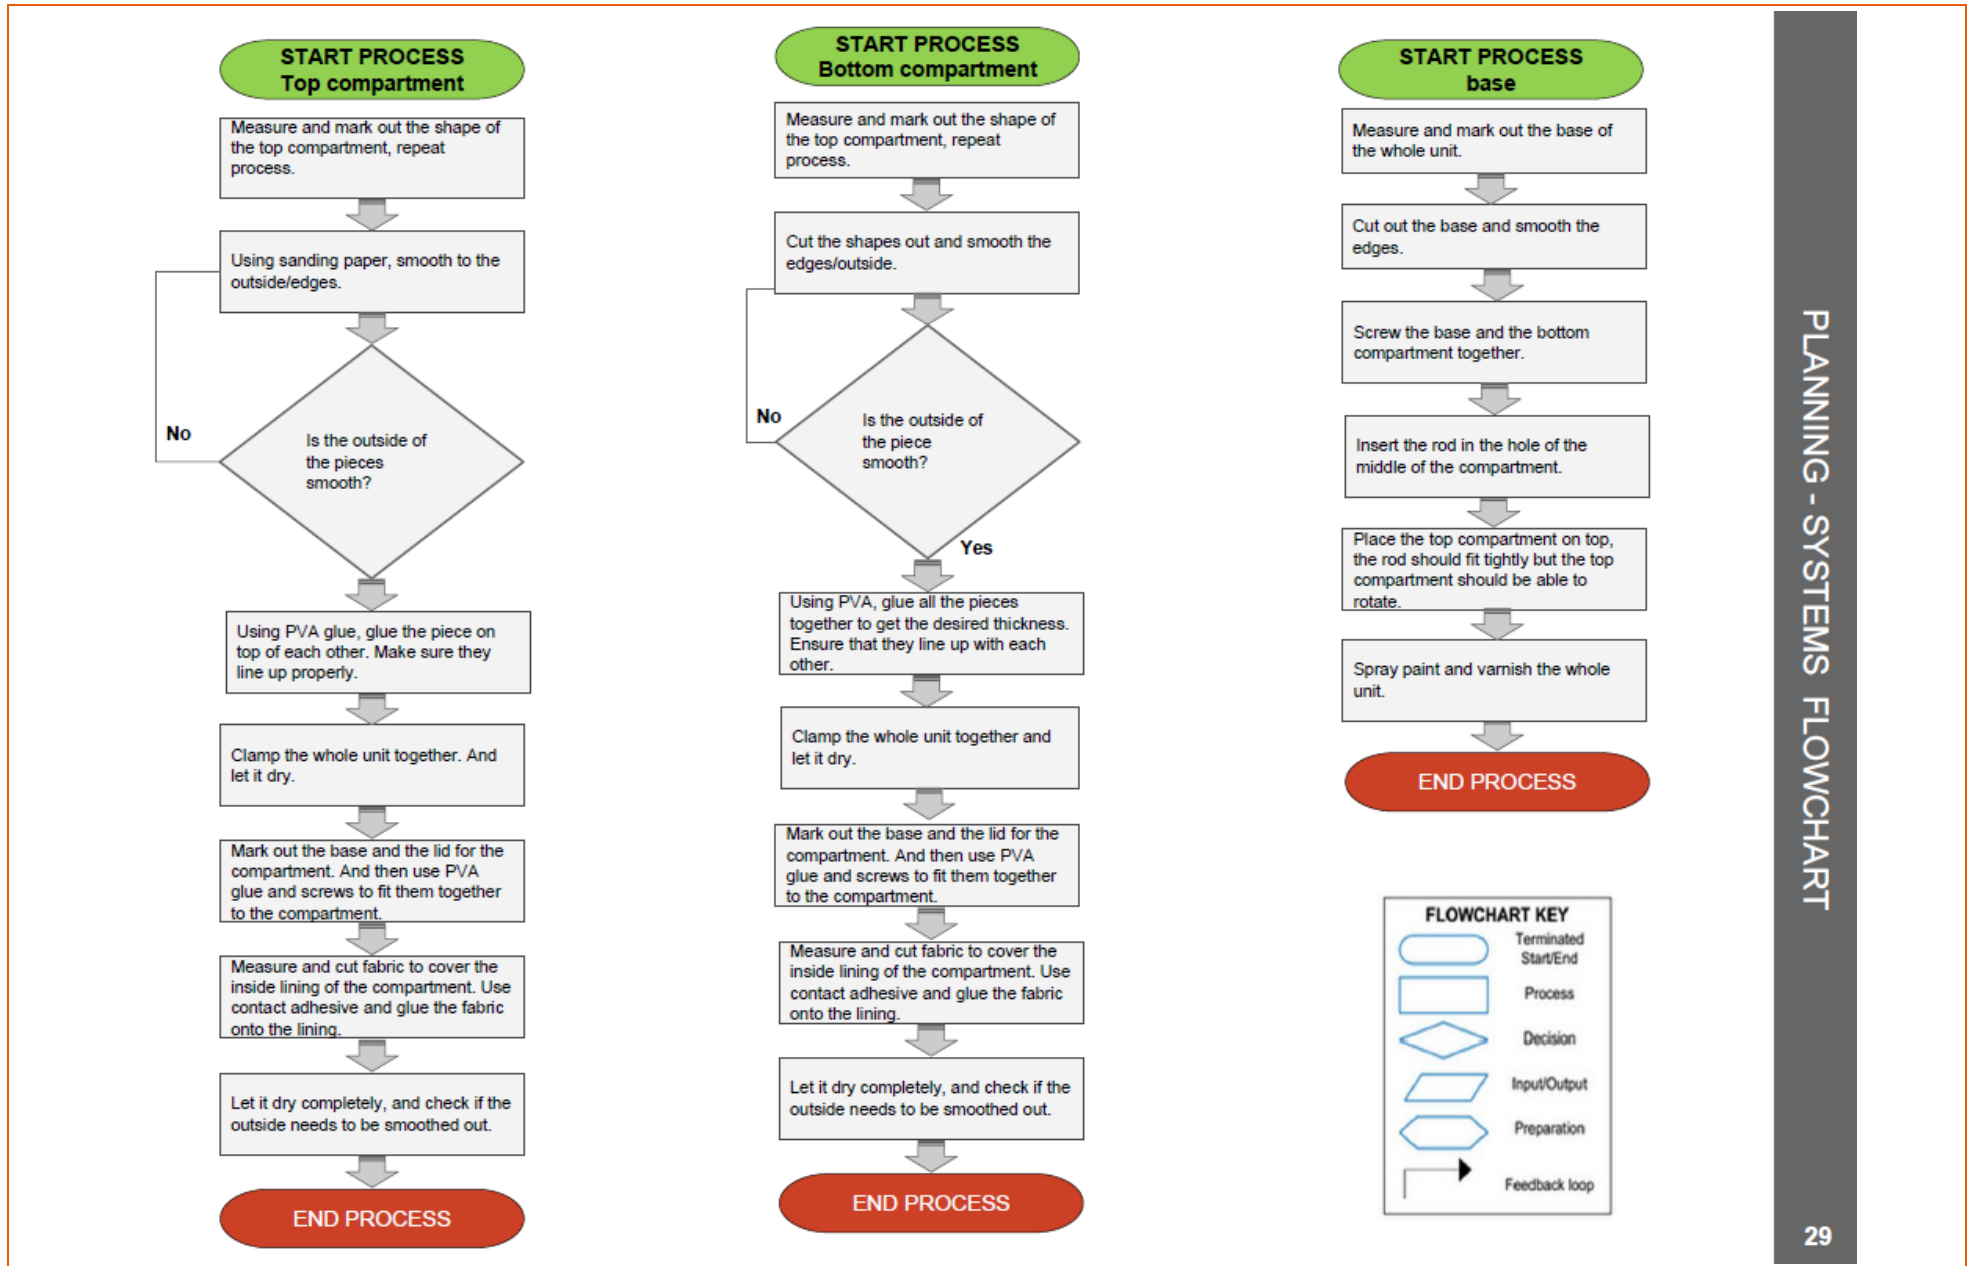 START PROCESS
Top compartment
Measure and mark out the shape of
the top compartment, repeat
process.
Using sanding paper, smooth to the
outside/edges.
No
Is the outside of
the pieces
smooth?
Using PVA glue, glue the piece on
top of each other. Make sure they
line up properly.
Clamp the whole unit together. And
let it dry.
Mark out the base and the lid for the
compartment. And then use PVA
glue and screws to fit them together
to the compartment.
Measure and cut fabric to cover the
inside lining of the compartment. Use
contact adhesive and glue the fabric
onto the lining.
Let it dry completely, and check if the
outside needs to be smoothed out.
END PROCESS
START PROCESS
Bottom compartment
Measure and mark out the shape of
the top compartment, repeat
process.
Cut the shapes out and smooth the
edges/outside.
No
Is the outside of
the piece
smooth?
Yes
Using PVA, glue all the pieces
together to get the desired thickness.
Ensure that they line up with each
other.
Clamp the whole unit together and
let it dry.
Mark out the base and the lid for the
compartment. And then use PVA
glue and screws to fit them together
to the compartment.
Measure and cut fabric to cover the
inside lining of the compartment. Use
contact adhesive and glue the fabric
onto the lining.
Let it dry completely, and check if the
outside needs to be smoothed out.
END PROCESS
START PROCESS
base
Measure and mark out the base of
the whole unit.
Cut out the base and smooth the
edges.
Screw the base and the bottom
compartment together.
Insert the rod in the hole of the
middle of the compartment.
Place the top compartment on top,
the rod should fit tightly but the top
compartment should be able to
rotate.
Spray paint and varnish the whole
unit.
END PROCESS
FLOWCHART KEY
Terminated
Start/End
Process
Decision
Input/Output
Preparation
Feedback loop
PLANNING - SYSTEMS FLOWCHART
29